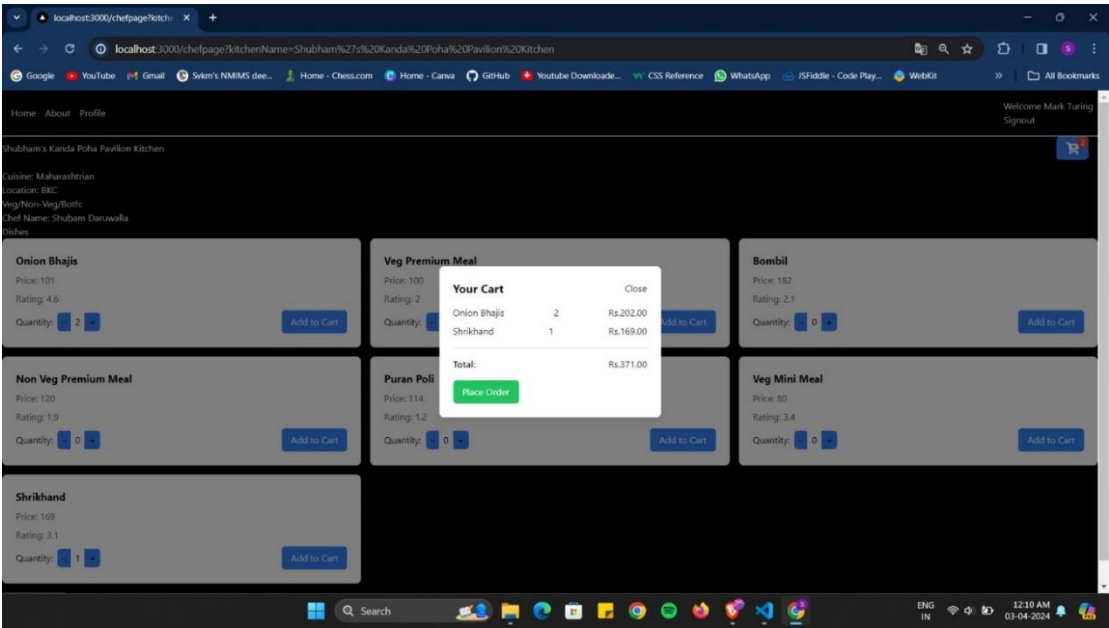 localhost:3000/chefpage?kitche
localhost:3000/chefpage?kitchenName=Shubham%27s%20Kanda%20Poha%20Pavilion%20Kitchen
Google YouTube Gmail Svkm's NMIMS dee... Home - Chess.com Home - Canva GitHub Youtube Downloade... CSS Reference WhatsApp JSFiddle - Code Play... WebKit » All Bookmarks
Home About Profile
Welcome Mark Turing
Signout
Shubham's Kanda Poha Pavilion Kitchen
2
Cuisine: Maharashtrian
Location: BKC
Veg/Non-Veg/Both:
Chef Name: Shubam Daruwalla
Dishes
Onion Bhajis
Price: 101
Rating: 4.6
Quantity: - 2 + Add to Cart
Veg Premium Meal
Price: 100
Rating: 2
Quantity: Add to Cart
Bombil
Price: 182
Rating: 2.1
Quantity: - 0 + Add to Cart
Your Cart Close
Onion Bhajis 2 Rs.202.00
Shrikhand 1 Rs.169.00
Total: Rs.371.00
Place Order
Non Veg Premium Meal
Price: 120
Rating: 1.9
Quantity: - 0 + Add to Cart
Puran Poli
Price: 114
Rating: 1.2
Quantity: - 0 + Add to Cart
Veg Mini Meal
Price: 80
Rating: 3.4
Quantity: - 0 + Add to Cart
Shrikhand
Price: 169
Rating: 3.1
Quantity: - 1 + Add to Cart
Search
ENG
IN
12:10 AM
03-04-2024